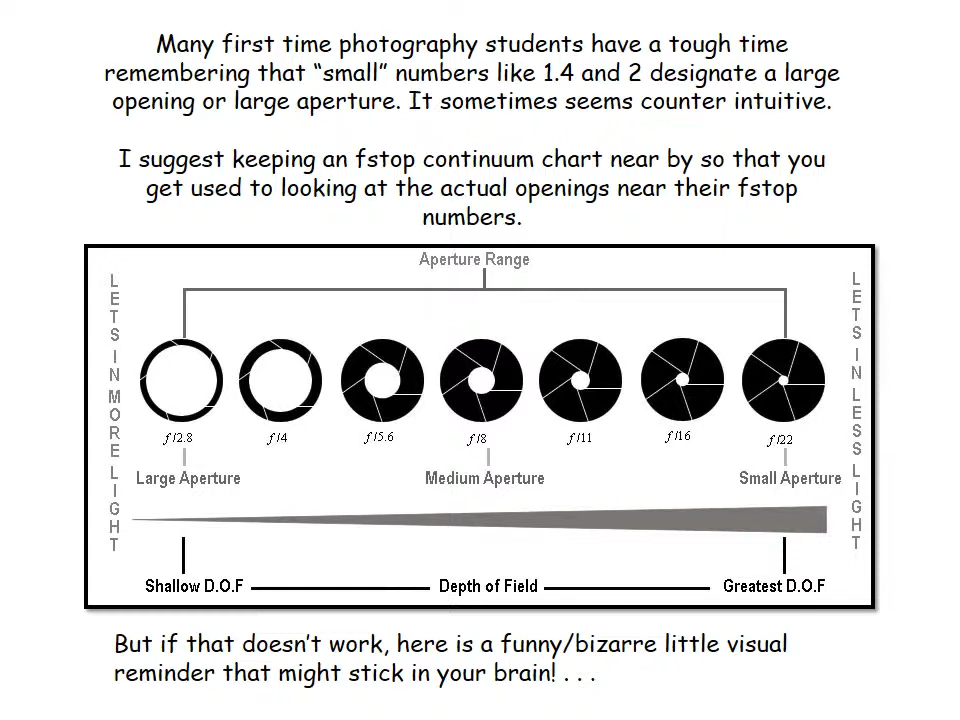 Many first time photography students have a tough time
remembering that “small” numbers like 1.4 and 2 designate a large
opening or large aperture. It sometimes seems counter intuitive.
I suggest keeping an fstop continuum chart near by so that you
get used to looking at the actual openings near their fstop
numbers.
Aperture Range
LETS IN MORE LIGHT
LETS IN LESS LIGHT
f/2.8 f/4 f/5.6 f/8 f/11 f/16 f/22
Large Aperture Medium Aperture Small Aperture
Shallow D.O.F Depth of Field Greatest D.O.F
But if that doesn’t work, here is a funny/bizarre little visual
reminder that might stick in your brain! . . .